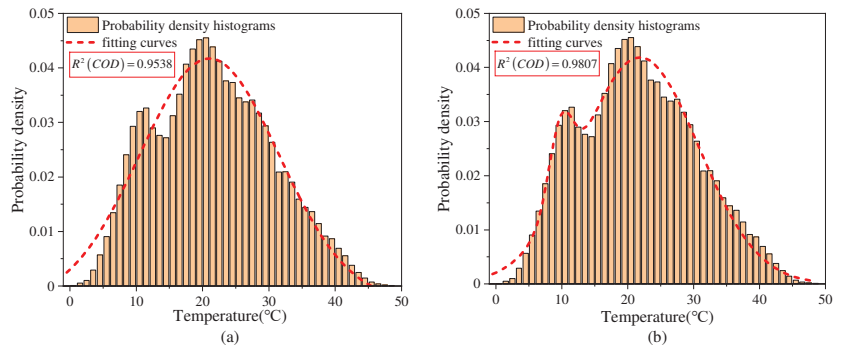 0.05
Probability density histograms
fitting curves
R²(COD)=0.9538
0.04
0.03
0.02
0.01
0
Probability density
0 10 20 30 40 50
Temperature(℃)
(a)
0.05
Probability density histograms
fitting curves
R²(COD)=0.9807
0.04
0.03
0.02
0.01
0
Probability density
0 10 20 30 40 50
Temperature(℃)
(b)